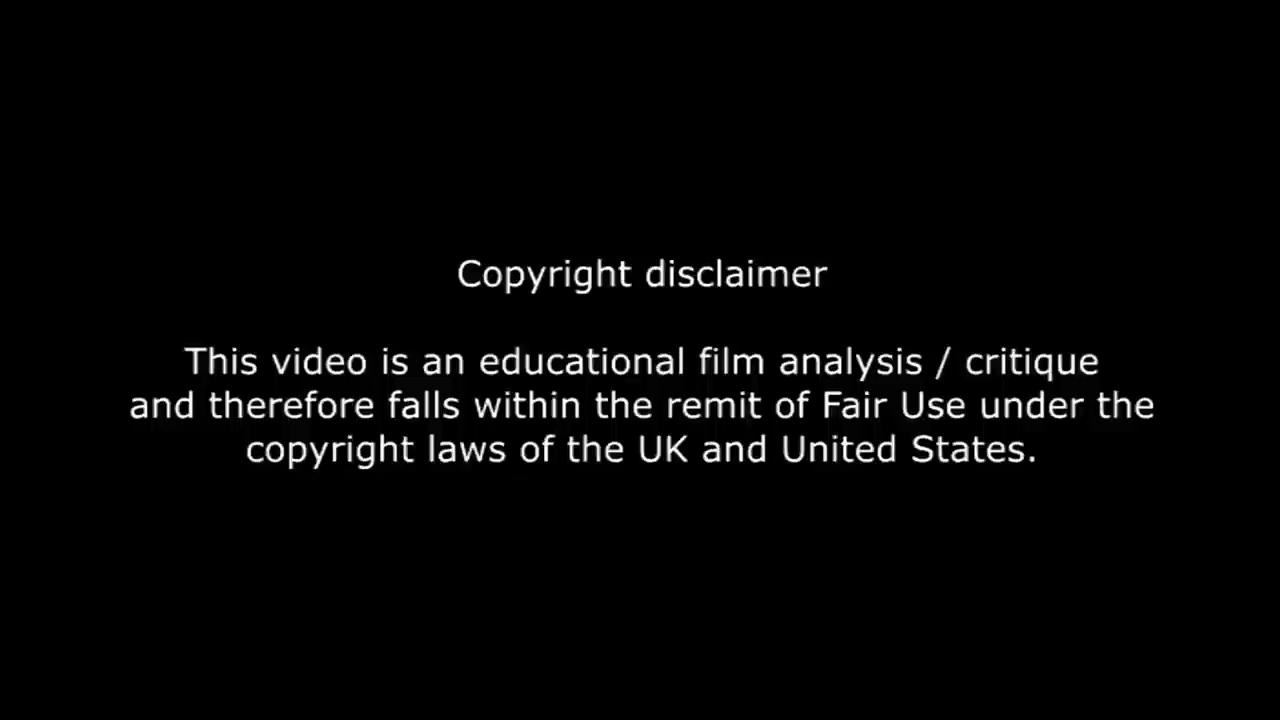 Copyright disclaimer
This video is an educational film analysis / critique
and therefore falls within the remit of Fair Use under the
copyright laws of the UK and United States.